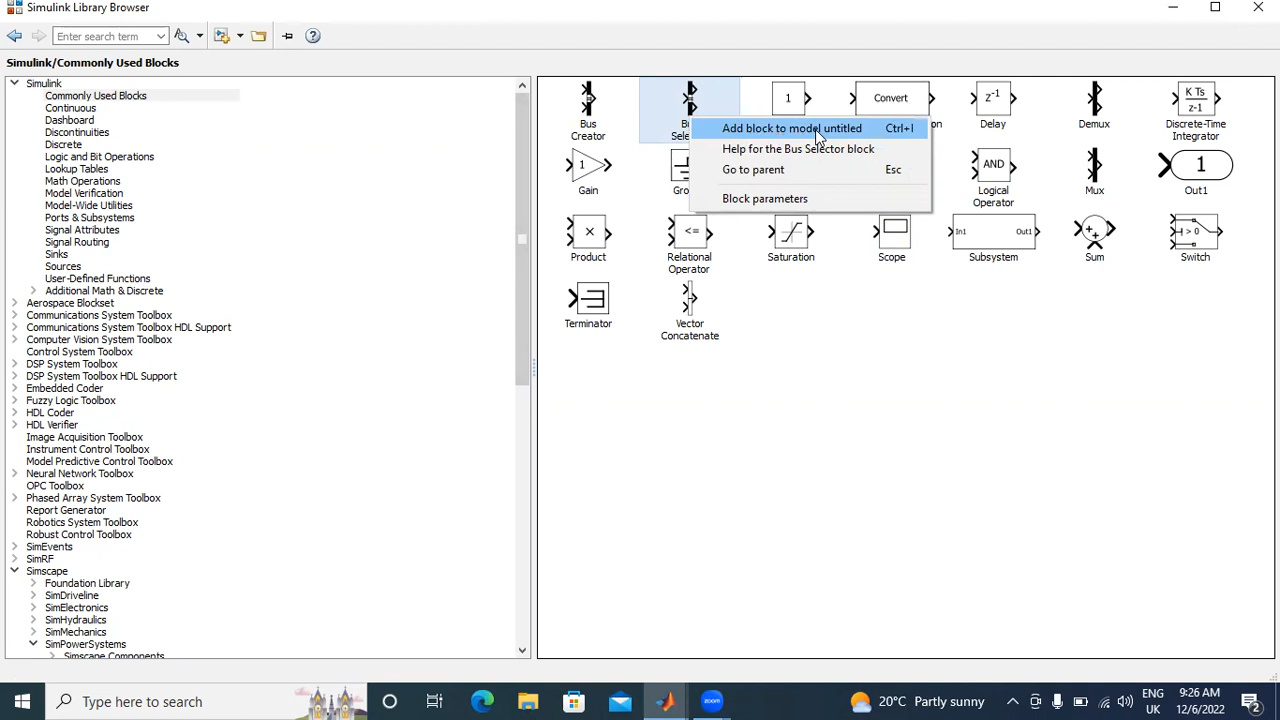 Simulink Library Browser
Enter search term
Simulink/Commonly Used Blocks
Simulink
Commonly Used Blocks
Continuous
Dashboard
Discontinuities
Discrete
Logic and Bit Operations
Lookup Tables
Math Operations
Model Verification
Model-Wide Utilities
Ports & Subsystems
Signal Attributes
Signal Routing
Sinks
Sources
User-Defined Functions
Additional Math & Discrete
Aerospace Blockset
Communications System Toolbox
Communications System Toolbox HDL Support
Computer Vision System Toolbox
Control System Toolbox
DSP System Toolbox
DSP System Toolbox HDL Support
Embedded Coder
Fuzzy Logic Toolbox
HDL Coder
HDL Verifier
Image Acquisition Toolbox
Instrument Control Toolbox
Model Predictive Control Toolbox
Neural Network Toolbox
OPC Toolbox
Phased Array System Toolbox
Report Generator
Robotics System Toolbox
Robust Control Toolbox
SimEvents
SimRF
Simscape
Foundation Library
SimDriveline
SimElectronics
SimHydraulics
SimMechanics
SimPowerSystems
Simscape Components
1 Convert z-1 K Ts z-1
Bus Creator
Delay
Demux
Discrete-Time Integrator
Add block to model untitled Ctrl+I
Help for the Bus Selector block
Go to parent Esc
Block parameters
1 AND 1
Gain
Logical Operator
Mux
Out1
× <= In1 Out1 + + > 0
Product
Relational Operator
Saturation
Scope
Subsystem
Sum
Switch
Terminator
Vector Concatenate
Type here to search
zoom
20°C Partly sunny
ENG
UK
9:26 AM
12/6/2022
2